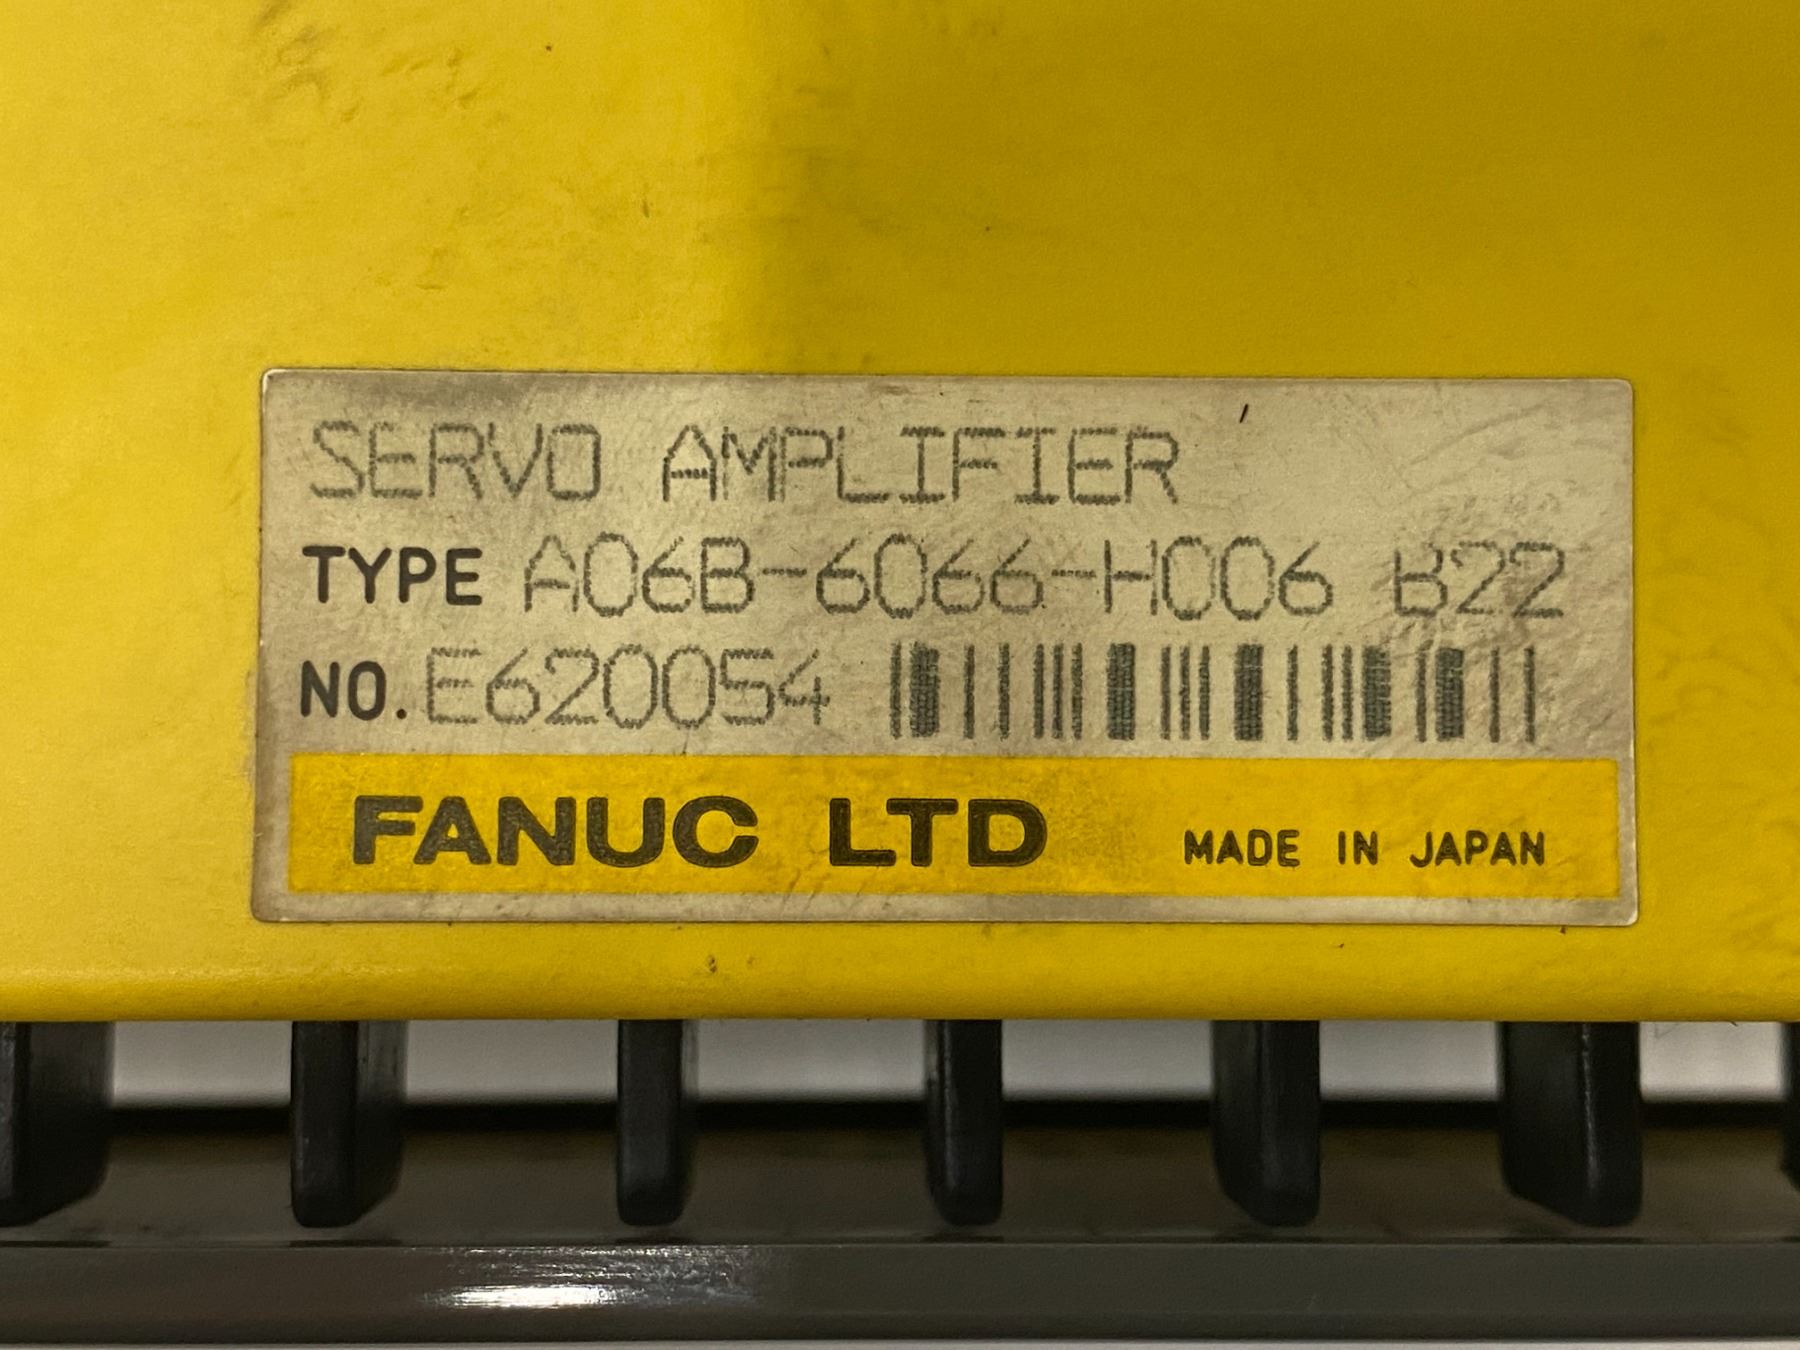 SERVO AMPLIFIER
TYPE A06B-6066-H006 B22
NO. E620054
FANUC LTD MADE IN JAPAN